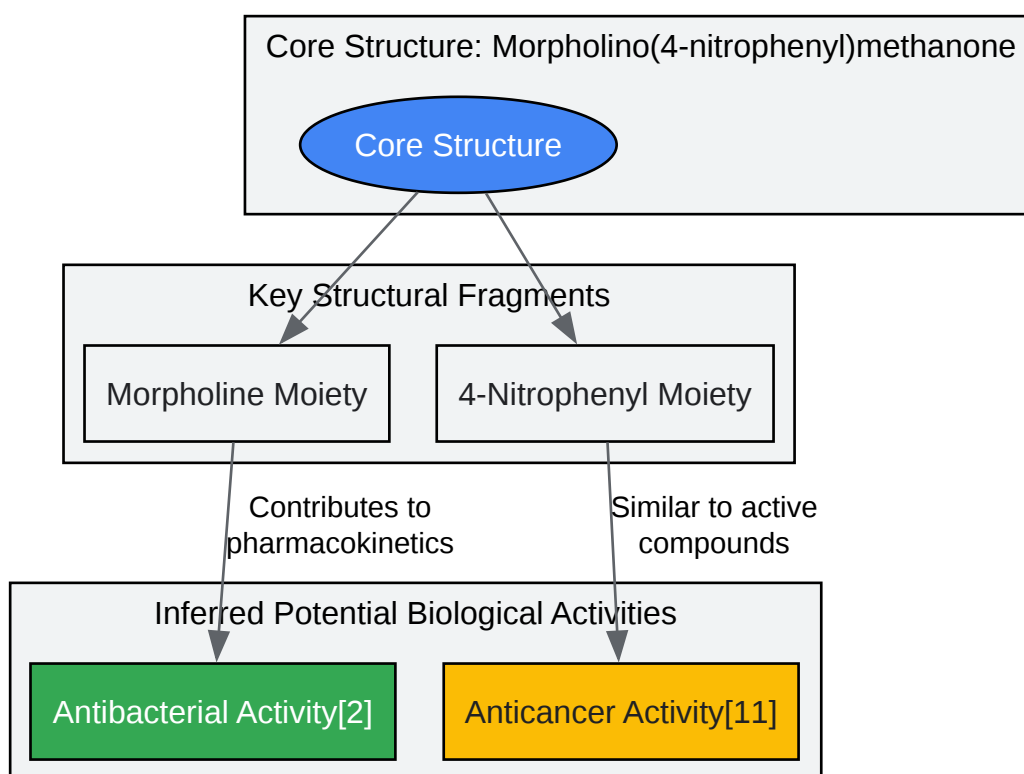 Core Structure: Morpholino(4-nitrophenyl)methanone
Core Structure
Key Structural Fragments
Morpholine Moiety
4-Nitrophenyl Moiety
Contributes to
pharmacokinetics
Similar to active
compounds
Inferred Potential Biological Activities
Antibacterial Activity[2]
Anticancer Activity[11]